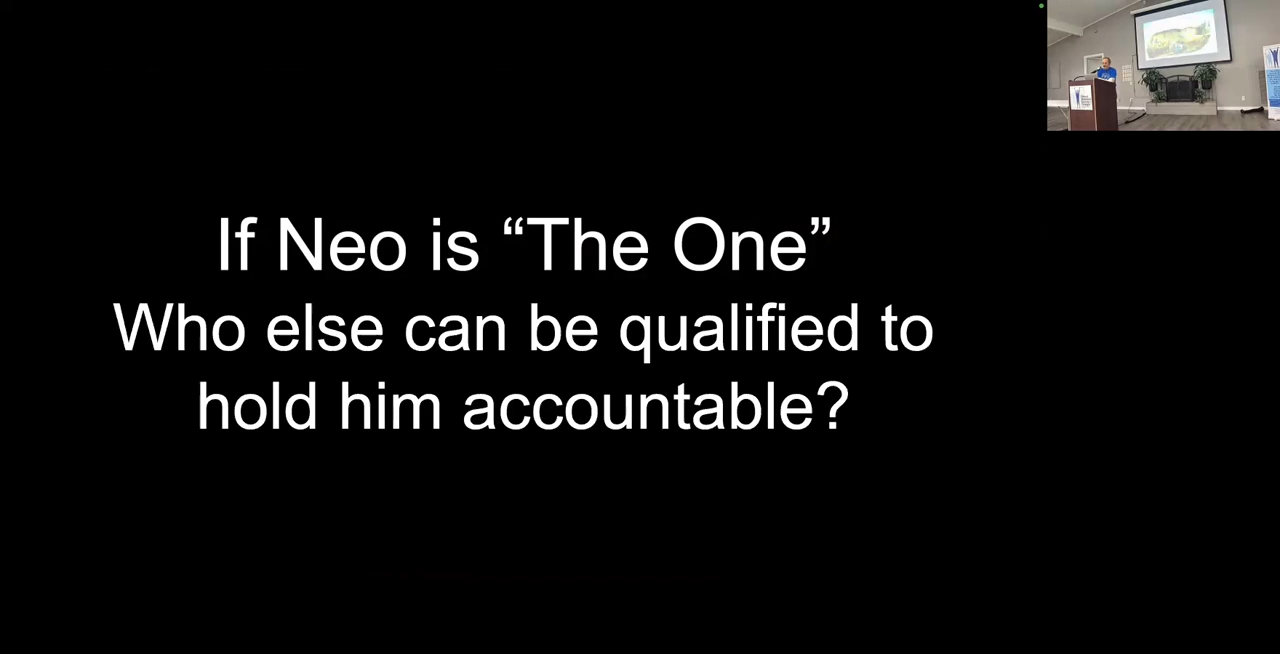 If Neo is “The One”
Who else can be qualified to
hold him accountable?